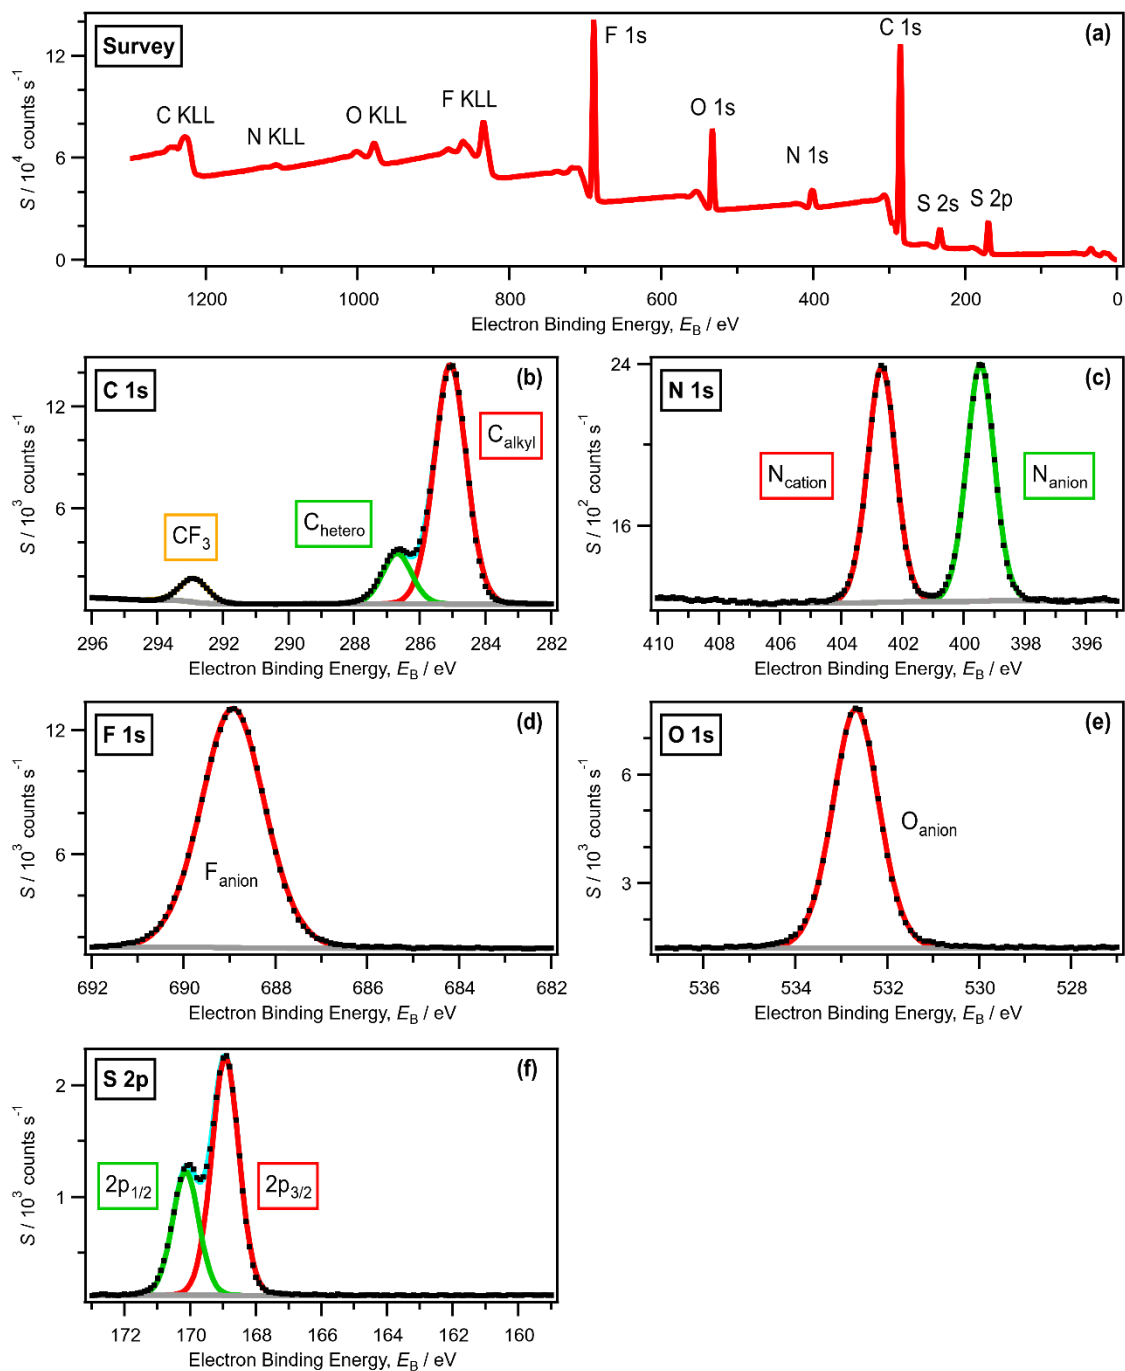 Survey
(a)
C KLL
N KLL
O KLL
F KLL
F 1s
O 1s
N 1s
C 1s
S 2s
S 2p
S / 10⁴ counts s⁻¹
12
6
0
1200 1000 800 600 400 200 0
Electron Binding Energy, E_B / eV
C 1s
(b)
CF₃
C_hetero
C_alkyl
S / 10³ counts s⁻¹
12
6
296 294 292 290 288 286 284 282
Electron Binding Energy, E_B / eV
N 1s
(c)
N_cation
N_anion
S / 10² counts s⁻¹
24
16
410 408 406 404 402 400 398 396
Electron Binding Energy, E_B / eV
F 1s
(d)
F_anion
S / 10³ counts s⁻¹
12
6
692 690 688 686 684 682
Electron Binding Energy, E_B / eV
O 1s
(e)
O_anion
S / 10³ counts s⁻¹
6
3
536 534 532 530 528
Electron Binding Energy, E_B / eV
S 2p
(f)
2p₁/₂
2p₃/₂
S / 10³ counts s⁻¹
2
1
172 170 168 166 164 162 160
Electron Binding Energy, E_B / eV